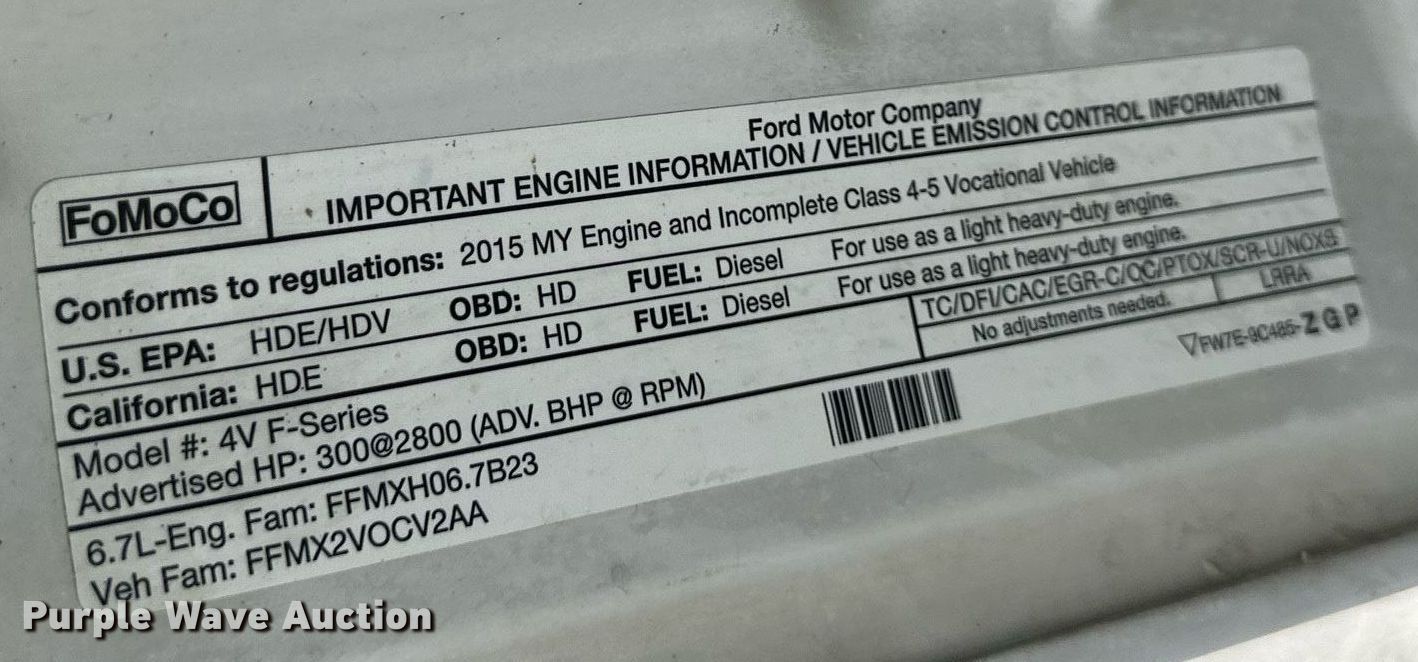 FoMoCo
Ford Motor Company
IMPORTANT ENGINE INFORMATION / VEHICLE EMISSION CONTROL INFORMATION
Conforms to regulations: 2015 MY Engine and Incomplete Class 4-5 Vocational Vehicle
U.S. EPA: HDE/HDV OBD: HD FUEL: Diesel For use as a light heavy-duty engine.
California: HDE OBD: HD FUEL: Diesel For use as a light heavy-duty engine.
Model #: 4V F-Series
Advertised HP: 300@2800 (ADV. BHP @ RPM)
TC/DFI/CAC/EGR-C/OC/PTOX/SCR-U/NOXS
No adjustments needed. LRRA
6.7L-Eng. Fam: FFMXH06.7B23
Veh Fam: FFMX2VOCV2AA
FW7E-9C485-ZGP
Purple Wave Auction